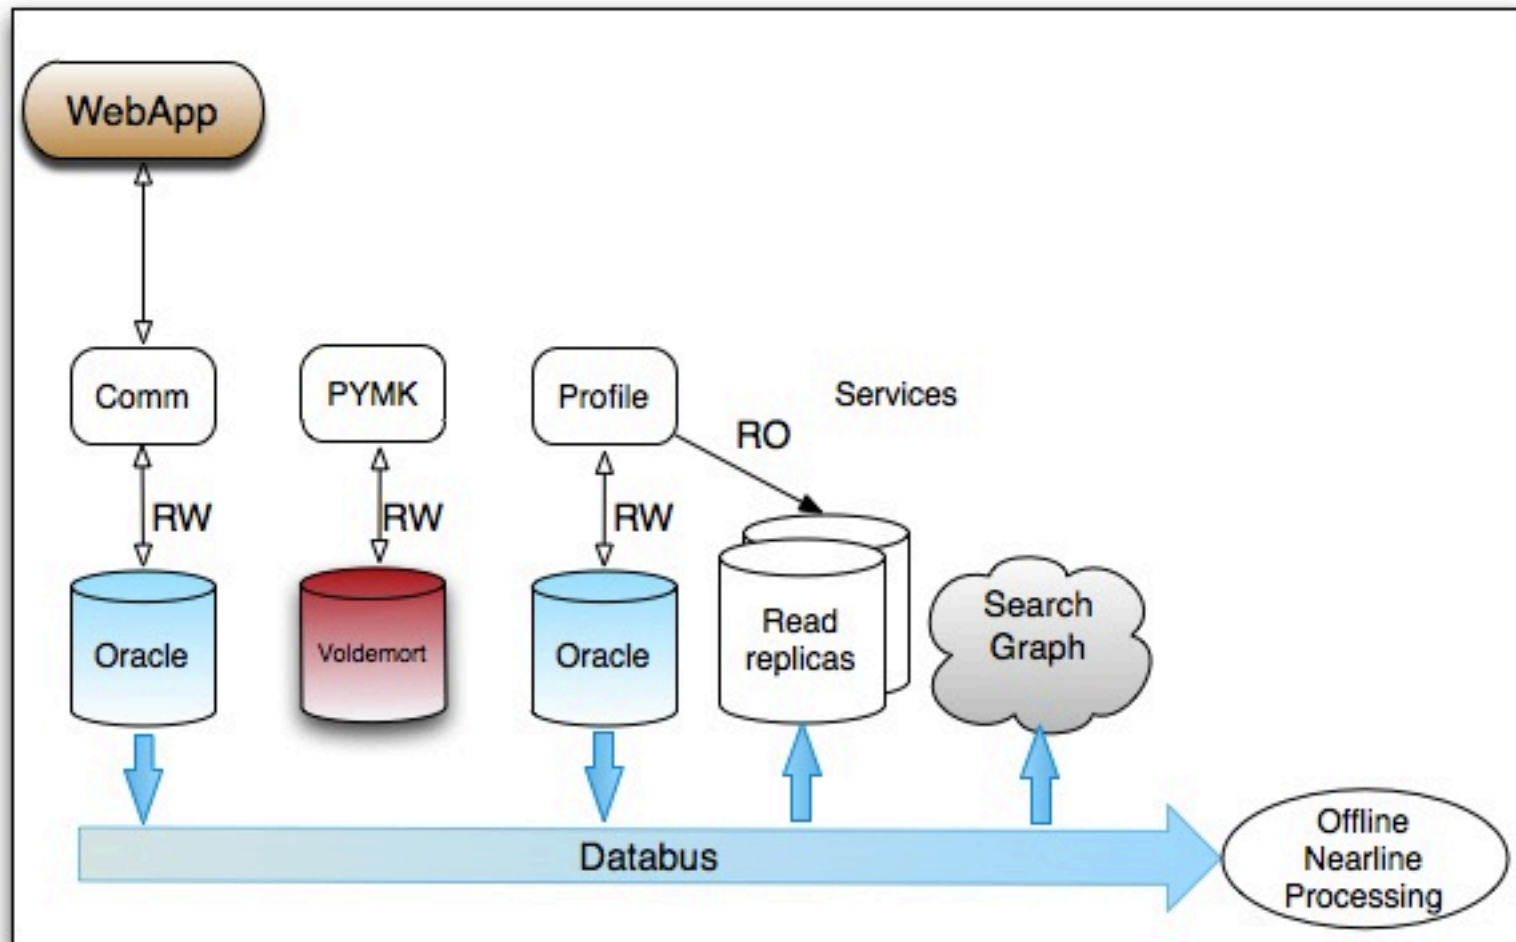 WebApp
Comm
PYMK
Profile
Services
RO
RW
RW
RW
Oracle
Voldemort
Oracle
Read
replicas
Search
Graph
Databus
Offline
Nearline
Processing